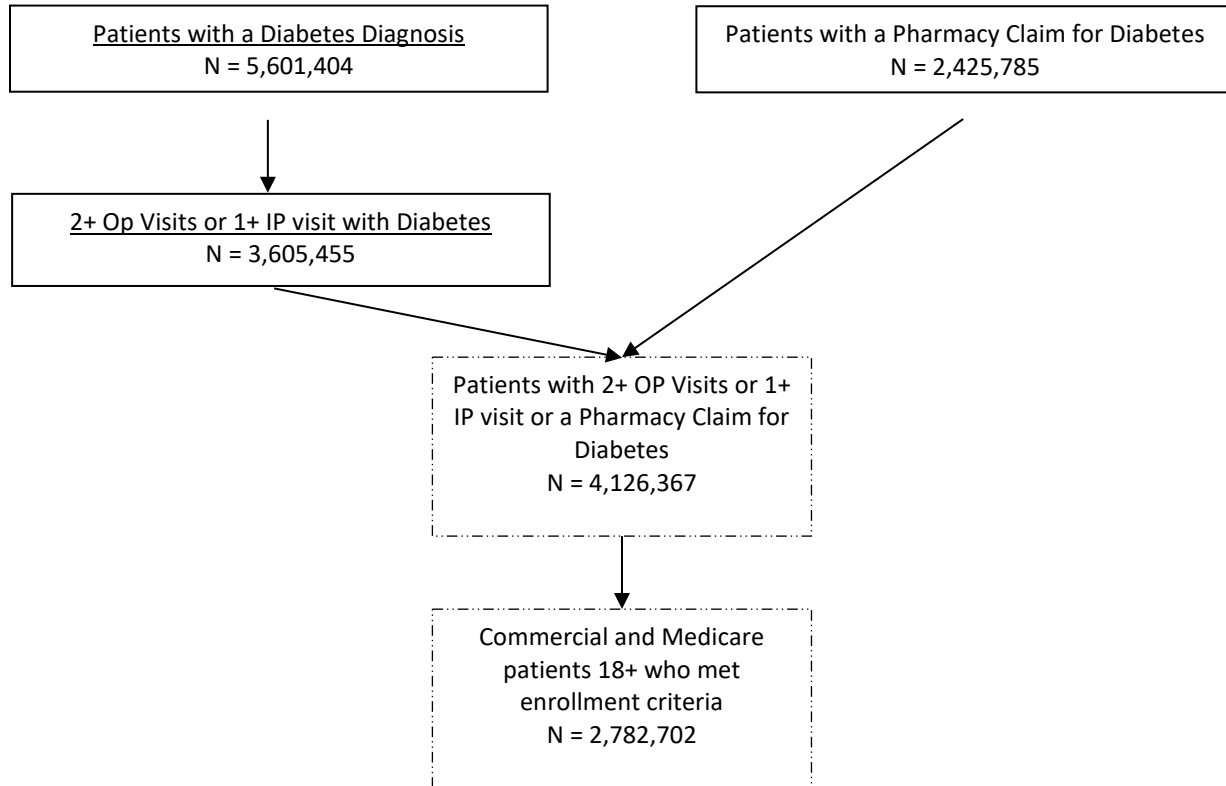 Patients with a Diabetes Diagnosis
N = 5,601,404
Patients with a Pharmacy Claim for Diabetes
N = 2,425,785
2+ Op Visits or 1+ IP visit with Diabetes
N = 3,605,455
Patients with 2+ OP Visits or 1+
IP visit or a Pharmacy Claim for
Diabetes
N = 4,126,367
Commercial and Medicare
patients 18+ who met
enrollment criteria
N = 2,782,702